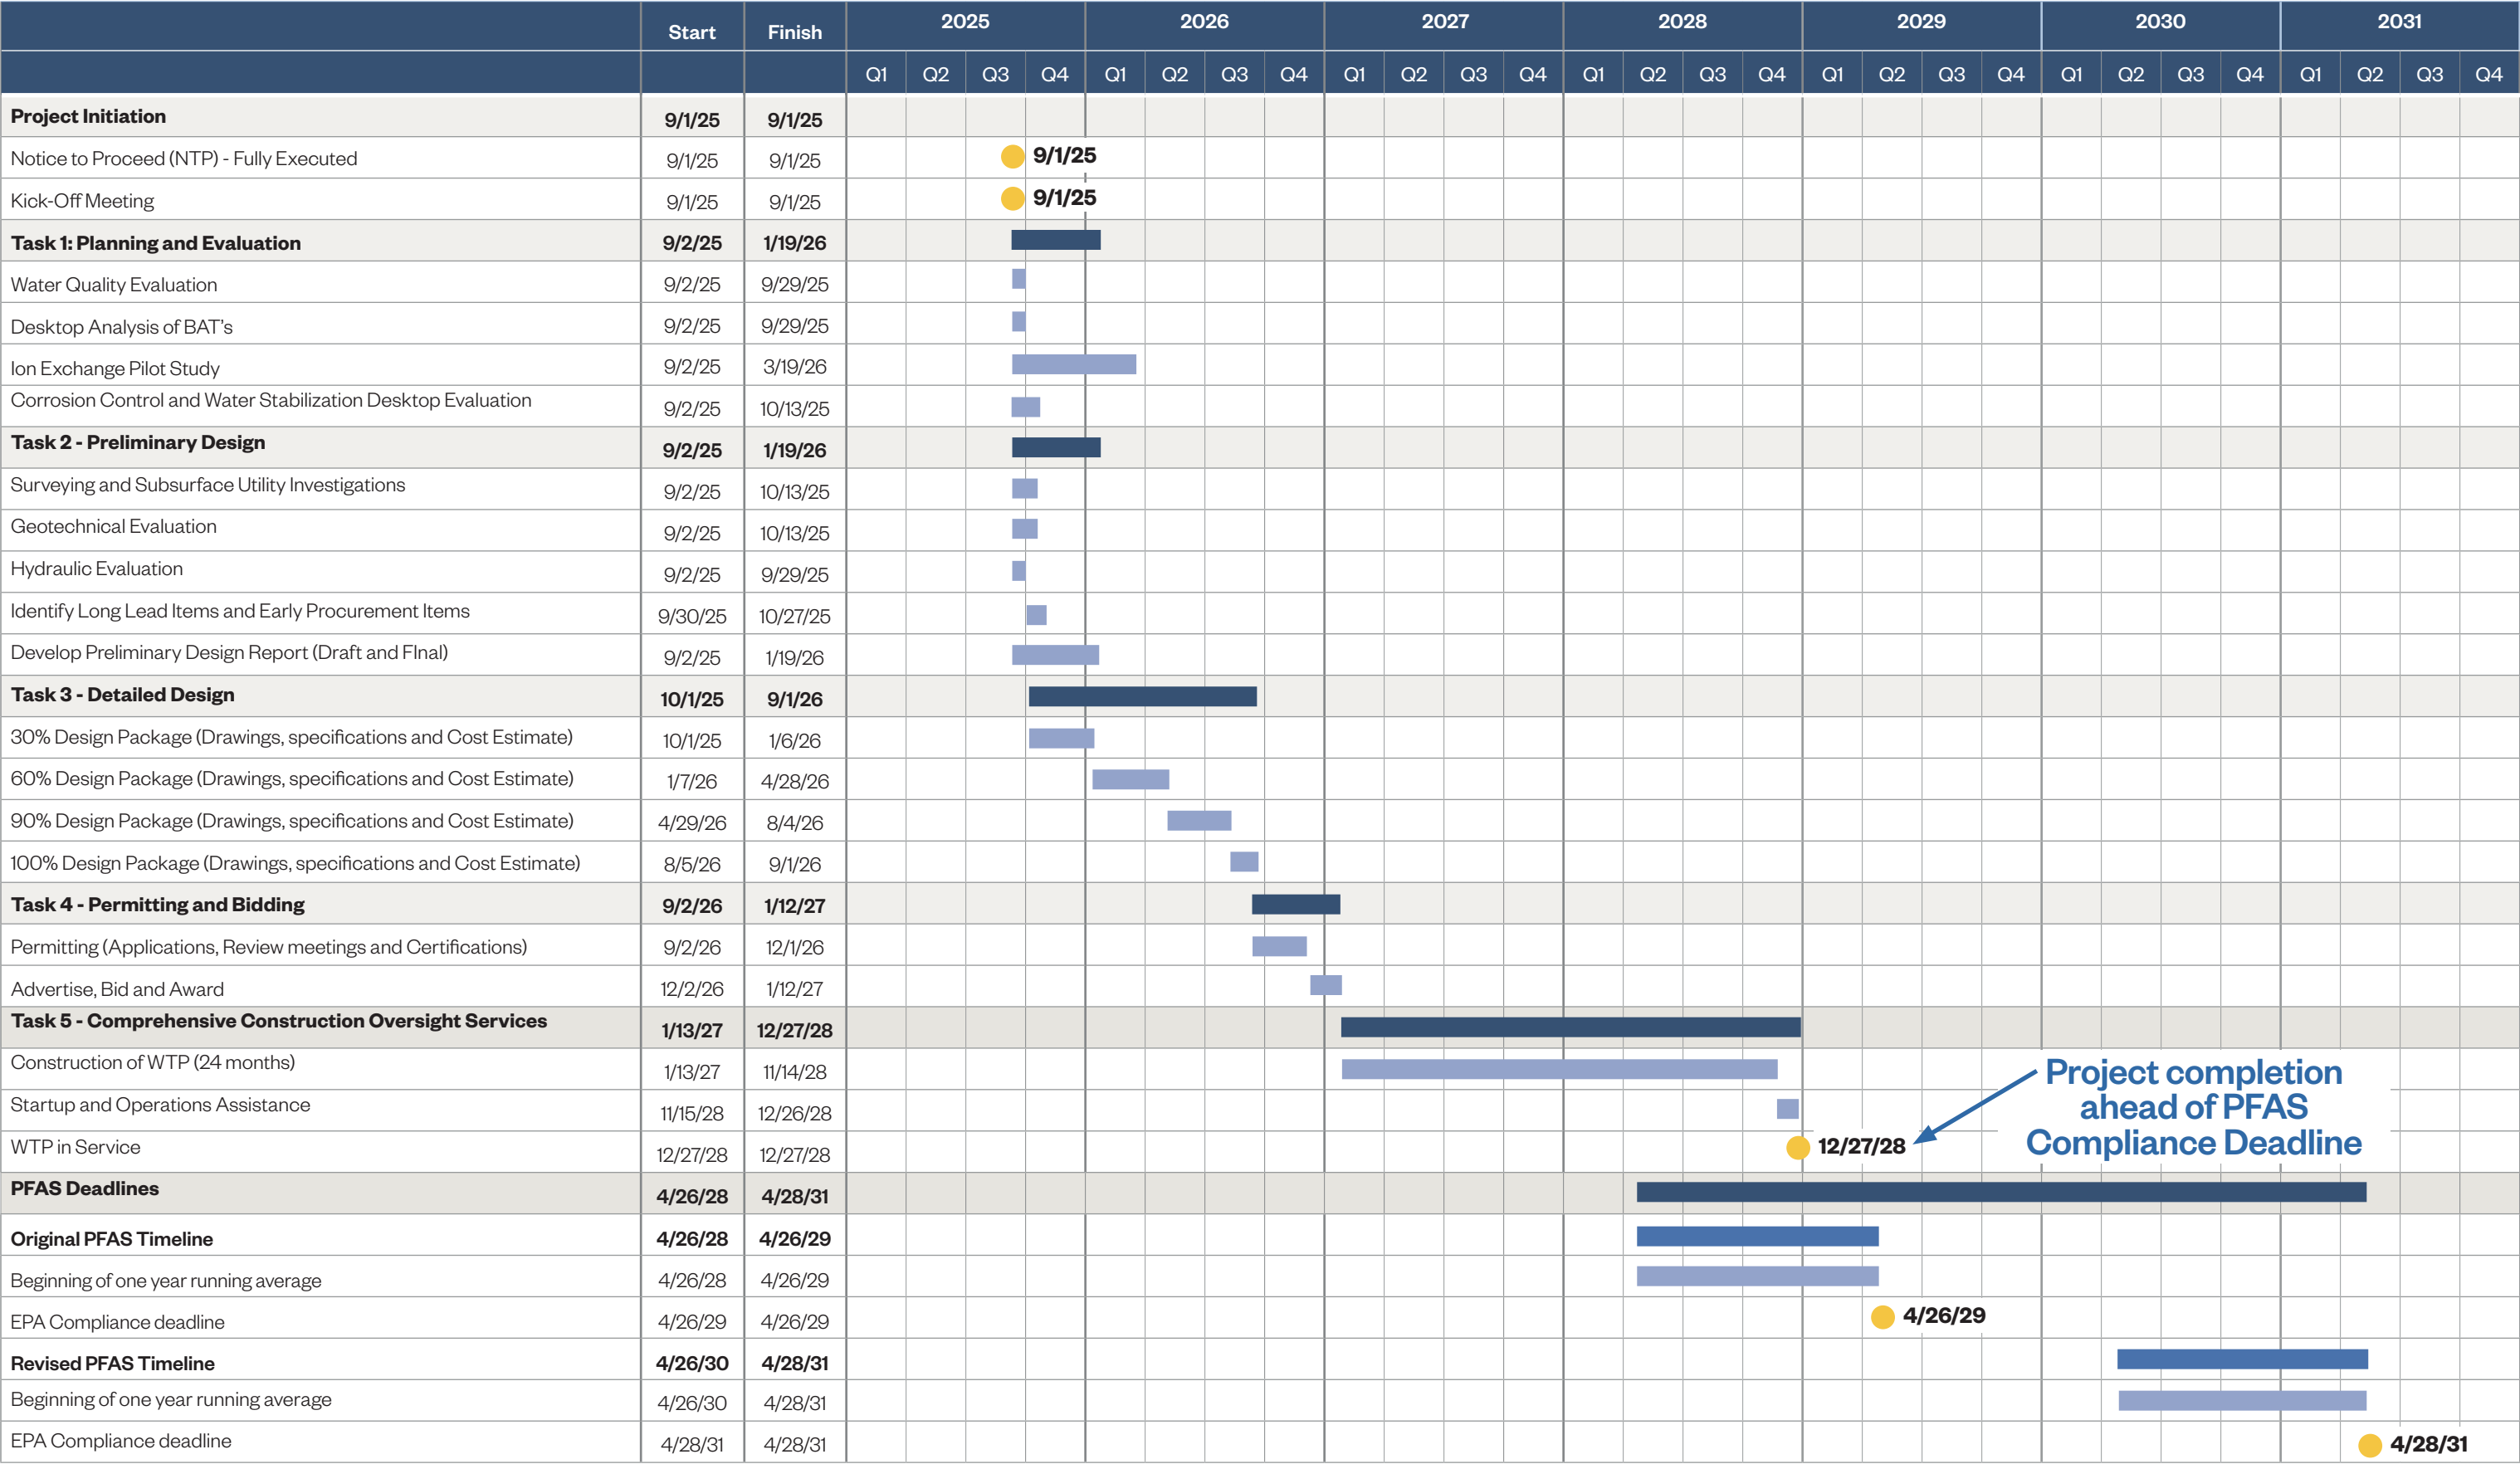 2025 2026 2027 2028 2029 2030 2031
Start Finish
Q1 Q2 Q3 Q4 Q1 Q2 Q3 Q4 Q1 Q2 Q3 Q4 Q1 Q2 Q3 Q4 Q1 Q2 Q3 Q4 Q1 Q2 Q3 Q4 Q1 Q2 Q3 Q4
Project Initiation 9/1/25 9/1/25
Notice to Proceed (NTP) - Fully Executed 9/1/25 9/1/25 9/1/25
Kick-Off Meeting 9/1/25 9/1/25 9/1/25
Task 1: Planning and Evaluation 9/2/25 1/19/26
Water Quality Evaluation 9/2/25 9/29/25
Desktop Analysis of BAT's 9/2/25 9/29/25
Ion Exchange Pilot Study 9/2/25 3/19/26
Corrosion Control and Water Stabilization Desktop Evaluation 9/2/25 10/13/25
Task 2 - Preliminary Design 9/2/25 1/19/26
Surveying and Subsurface Utility Investigations 9/2/25 10/13/25
Geotechnical Evaluation 9/2/25 10/13/25
Hydraulic Evaluation 9/2/25 9/29/25
Identify Long Lead Items and Early Procurement Items 9/30/25 10/27/25
Develop Preliminary Design Report (Draft and FInal) 9/2/25 1/19/26
Task 3 - Detailed Design 10/1/25 9/1/26
30% Design Package (Drawings, specifications and Cost Estimate) 10/1/25 1/6/26
60% Design Package (Drawings, specifications and Cost Estimate) 1/7/26 4/28/26
90% Design Package (Drawings, specifications and Cost Estimate) 4/29/26 8/4/26
100% Design Package (Drawings, specifications and Cost Estimate) 8/5/26 9/1/26
Task 4 - Permitting and Bidding 9/2/26 1/12/27
Permitting (Applications, Review meetings and Certifications) 9/2/26 12/1/26
Advertise, Bid and Award 12/2/26 1/12/27
Task 5 - Comprehensive Construction Oversight Services 1/13/27 12/27/28
Construction of WTP (24 months) 1/13/27 11/14/28
Startup and Operations Assistance 11/15/28 12/26/28
WTP in Service 12/27/28 12/27/28 12/27/28
Project completion
ahead of PFAS
Compliance Deadline
PFAS Deadlines 4/26/28 4/28/31
Original PFAS Timeline 4/26/28 4/26/29
Beginning of one year running average 4/26/28 4/26/29
EPA Compliance deadline 4/26/29 4/26/29 4/26/29
Revised PFAS Timeline 4/26/30 4/28/31
Beginning of one year running average 4/26/30 4/28/31
EPA Compliance deadline 4/28/31 4/28/31 4/28/31